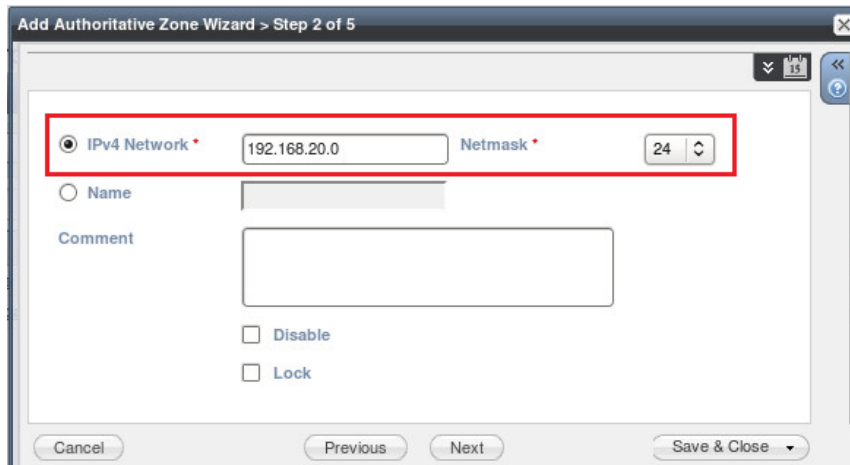 Add Authoritative Zone Wizard > Step 2 of 5
15
IPv4 Network * 192.168.20.0 Netmask * 24
Name
Comment
Disable
Lock
Cancel Previous Next Save & Close